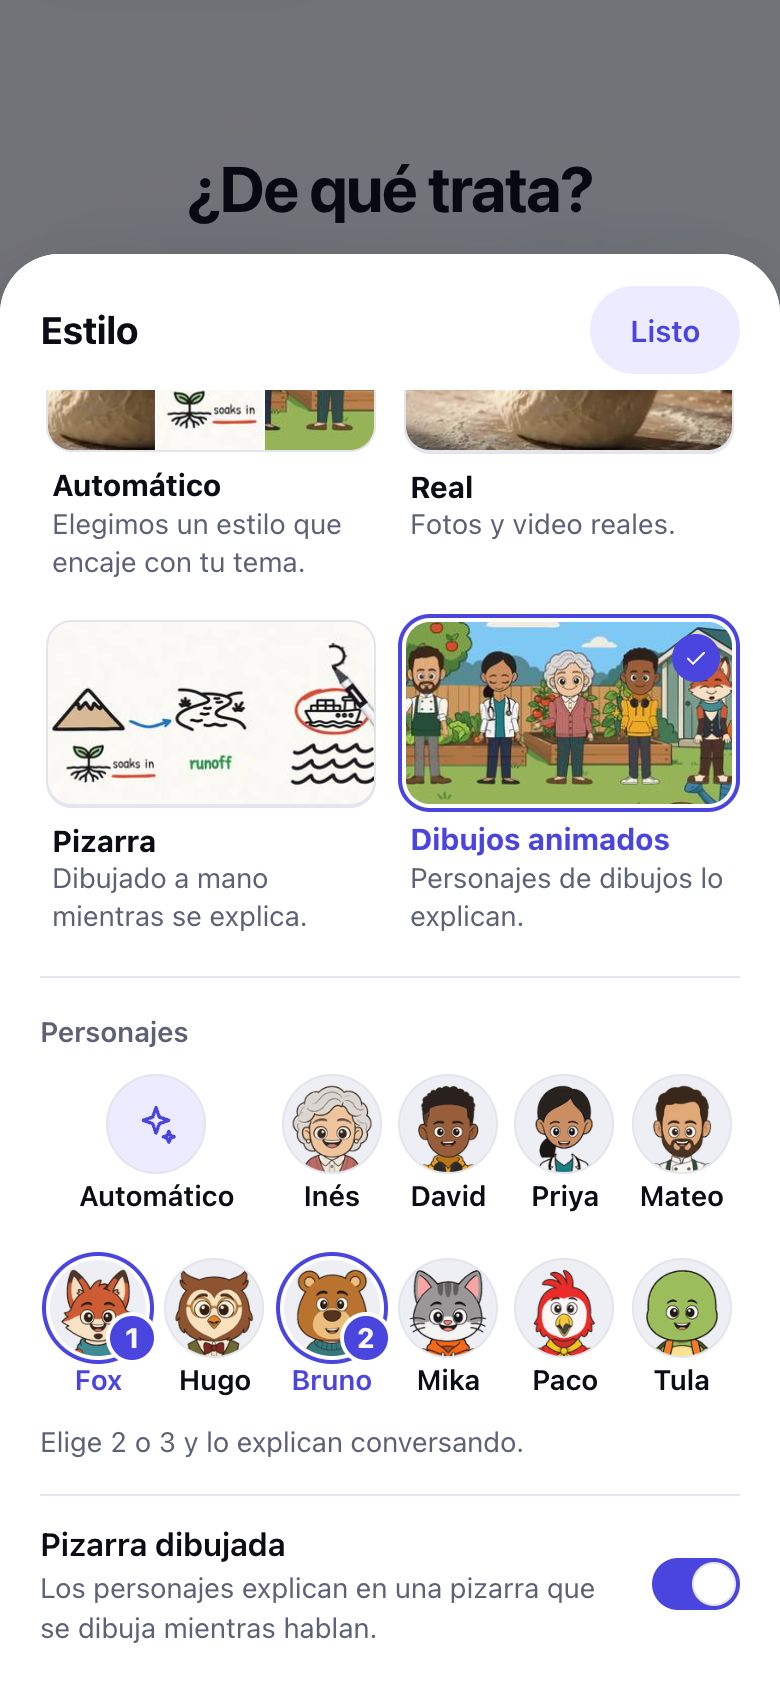 ¿De qué trata?
Estilo
Listo
soaks in
Automático
Elegimos un estilo que
encaje con tu tema.
Real
Fotos y video reales.
soaks in
runoff
Pizarra
Dibujado a mano
mientras se explica.
Dibujos animados
Personajes de dibujos lo
explican.
Personajes
Automático
Inés
David
Priya
Mateo
1
2
Fox
Hugo
Bruno
Mika
Paco
Tula
Elige 2 o 3 y lo explican conversando.
Pizarra dibujada
Los personajes explican en una pizarra que
se dibuja mientras hablan.